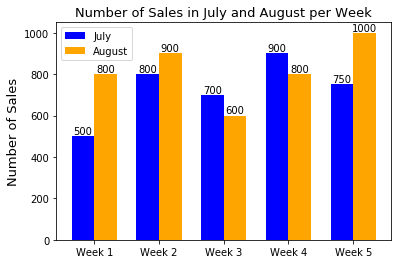 Number of Sales in July and August per Week
Number of Sales
1000
800
600
400
200
0
July
August
500
800
800
900
700
600
900
800
750
1000
Week 1
Week 2
Week 3
Week 4
Week 5